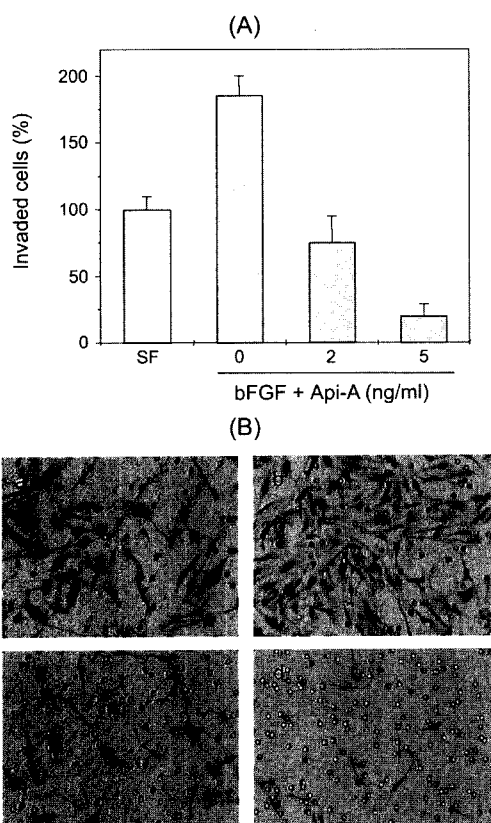 (A)
Invaded cells (%)
200
150
100
50
0
SF
0
2
5
bFGF + Api-A (ng/ml)
(B)
a
b
d